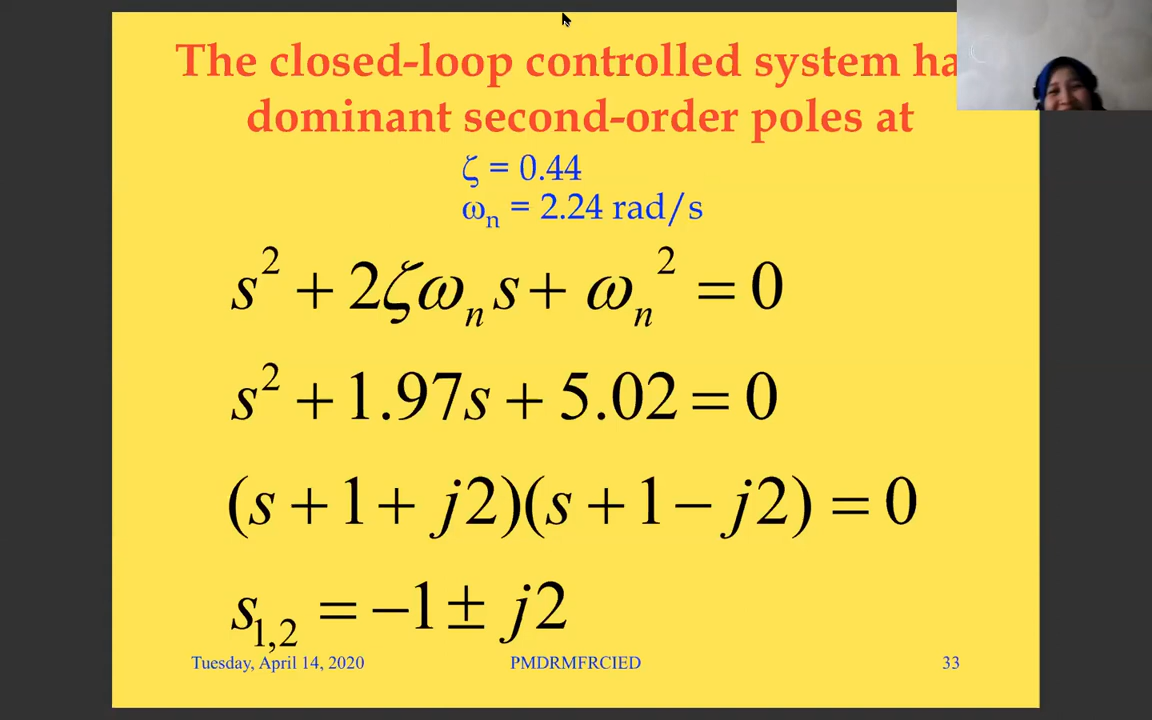 The closed-loop controlled system ha
dominant second-order poles at
ζ = 0.44
ωn = 2.24 rad/s
s² + 2ζωn s + ωn² = 0
s² + 1.97s + 5.02 = 0
(s + 1 + j2)(s + 1 − j2) = 0
s1,2 = −1 ± j2
Tuesday, April 14, 2020 PMDRMFRCIED 33